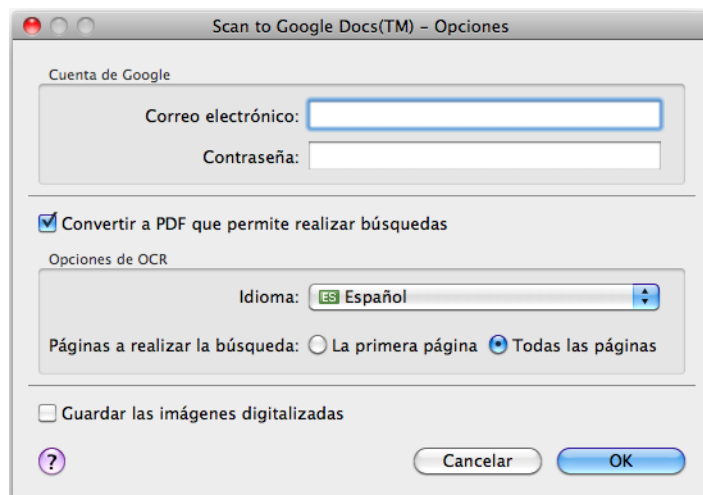 Scan to Google Docs(TM) – Opciones
Cuenta de Google
Correo electrónico:
Contraseña:
Convertir a PDF que permite realizar búsquedas
Opciones de OCR
Idioma: ES Español
Páginas a realizar la búsqueda: La primera página Todas las páginas
Guardar las imágenes digitalizadas
? Cancelar OK